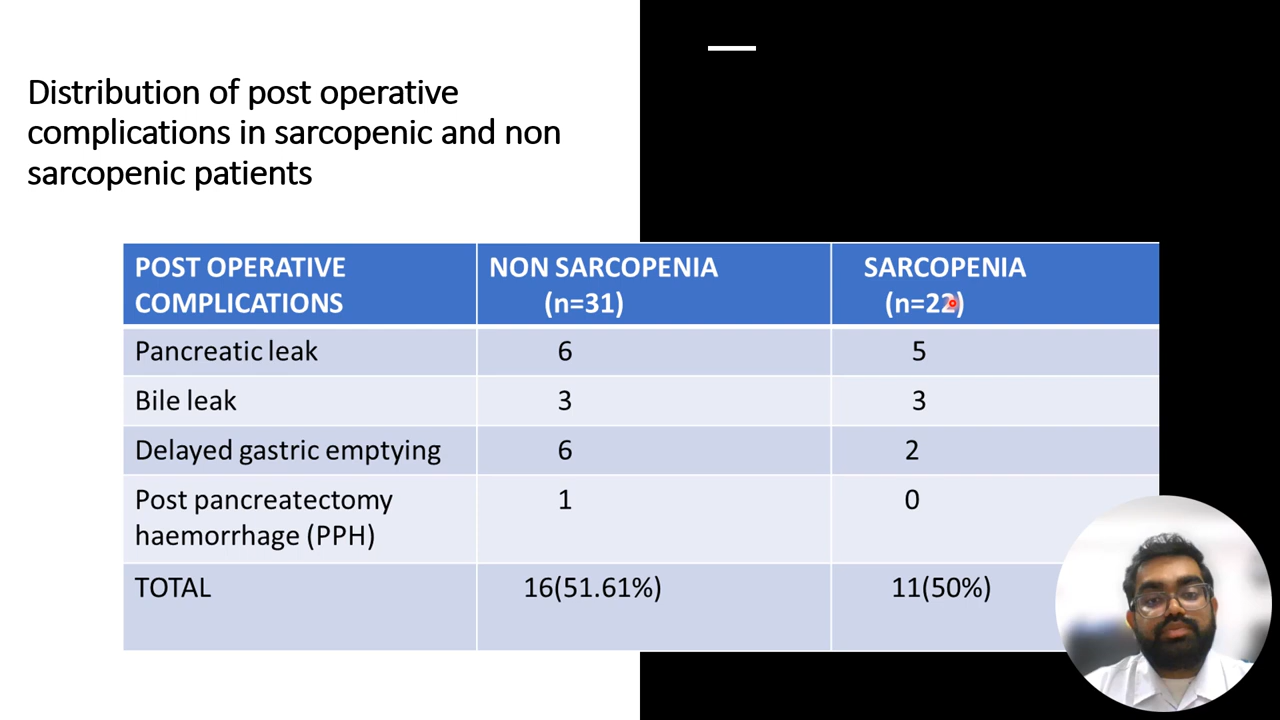 Distribution of post operative
complications in sarcopenic and non
sarcopenic patients
POST OPERATIVE
COMPLICATIONS
NON SARCOPENIA
(n=31)
SARCOPENIA
(n=22)
Pancreatic leak 6 5
Bile leak 3 3
Delayed gastric emptying 6 2
Post pancreatectomy
haemorrhage (PPH)
1 0
TOTAL 16(51.61%) 11(50%)